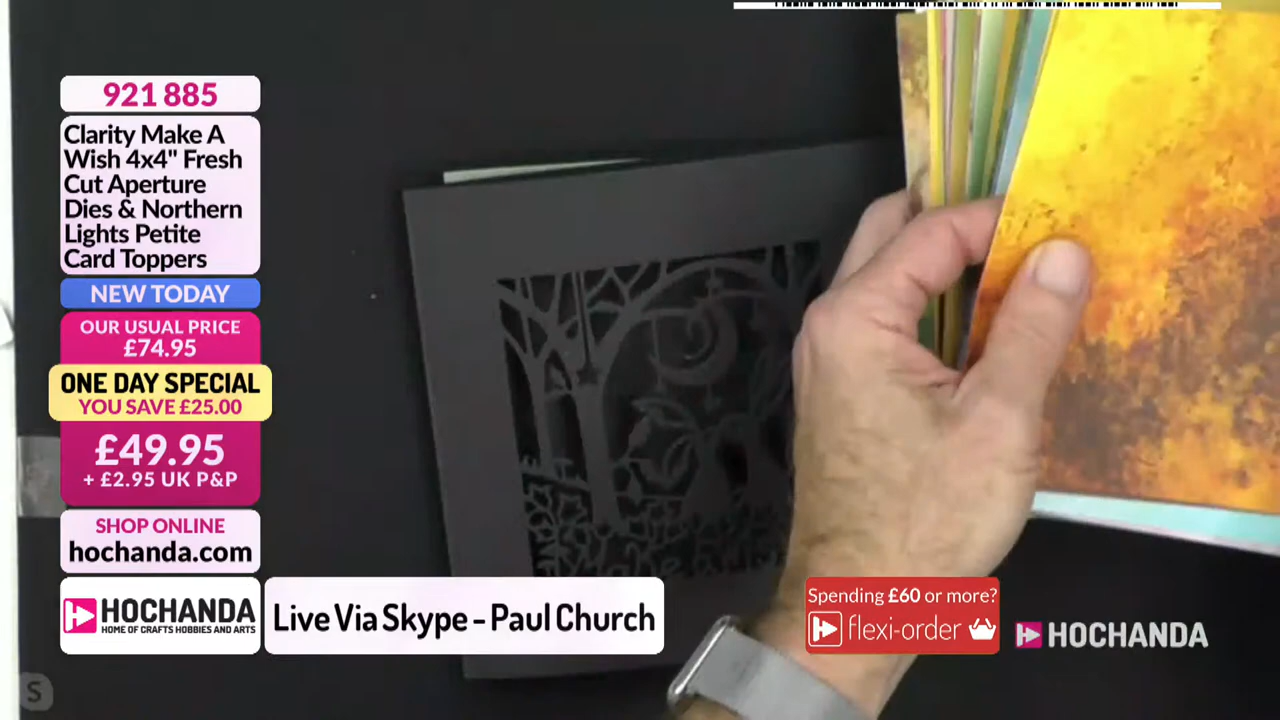 921 885
Clarity Make A
Wish 4x4" Fresh
Cut Aperture
Dies & Northern
Lights Petite
Card Toppers
NEW TODAY
OUR USUAL PRICE
£74.95
ONE DAY SPECIAL
YOU SAVE £25.00
£49.95
+ £2.95 UK P&P
SHOP ONLINE
hochanda.com
HOCHANDA
HOME OF CRAFTS HOBBIES AND ARTS
Live Via Skype - Paul Church
Spending £60 or more?
flexi-order
HOCHANDA
S